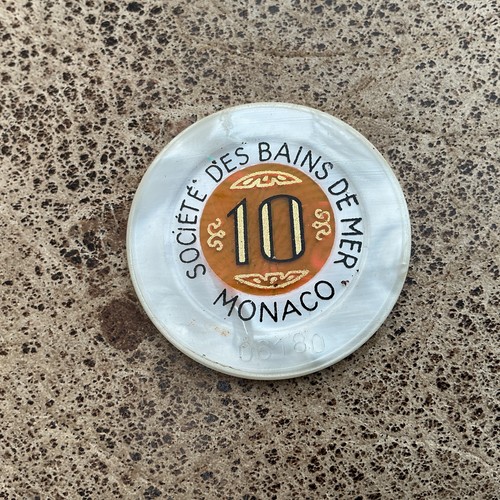 SOCIÉTÉ DES BAINS DE MER
10
MONACO